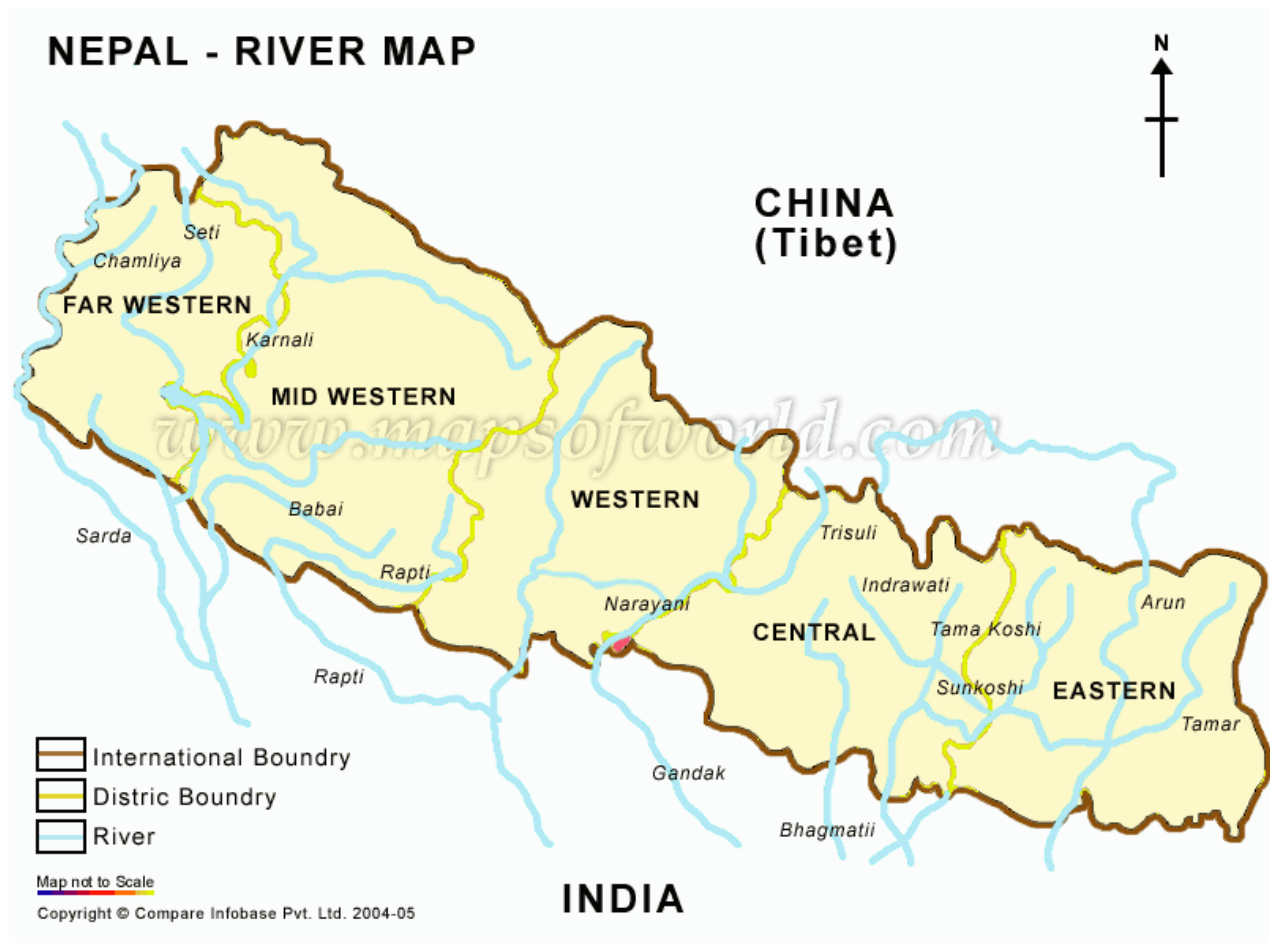 NEPAL - RIVER MAP
N
CHINA
(Tibet)
Seti
Chamliya
FAR WESTERN
Karnali
MID WESTERN
www.mapsofworld.com
WESTERN
Babai
Sarda
Trisuli
Rapti
Indrawati
Narayani
Arun
CENTRAL
Tama Koshi
Rapti
Sunkoshi
EASTERN
Tamar
International Boundry
Gandak
Distric Boundry
Bhagmatii
River
Map not to Scale
INDIA
Copyright © Compare Infobase Pvt. Ltd. 2004-05